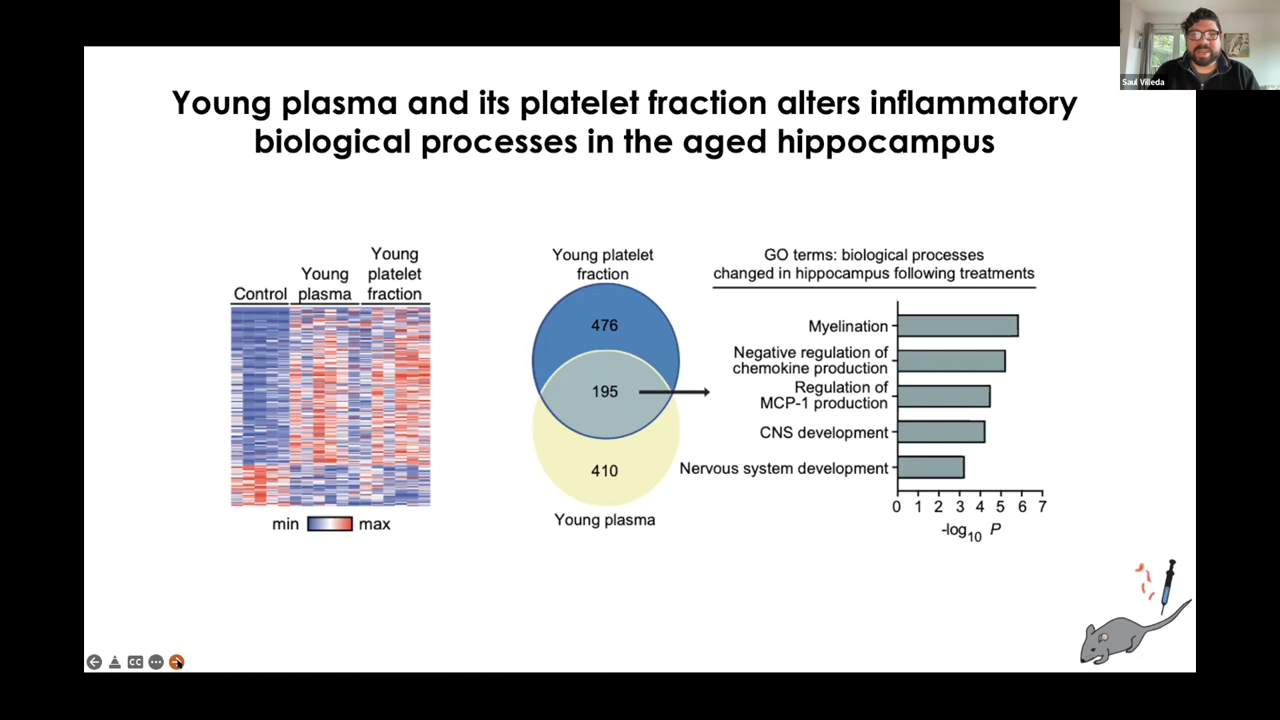 Saul Villeda
Young plasma and its platelet fraction alters inflammatory
biological processes in the aged hippocampus
Control
Young
plasma
Young
platelet
fraction
min
max
Young platelet
fraction
476
195
410
Young plasma
GO terms: biological processes
changed in hippocampus following treatments
Myelination
Negative regulation of
chemokine production
Regulation of
MCP-1 production
CNS development
Nervous system development
0 1 2 3 4 5 6 7
-log10 P
CC